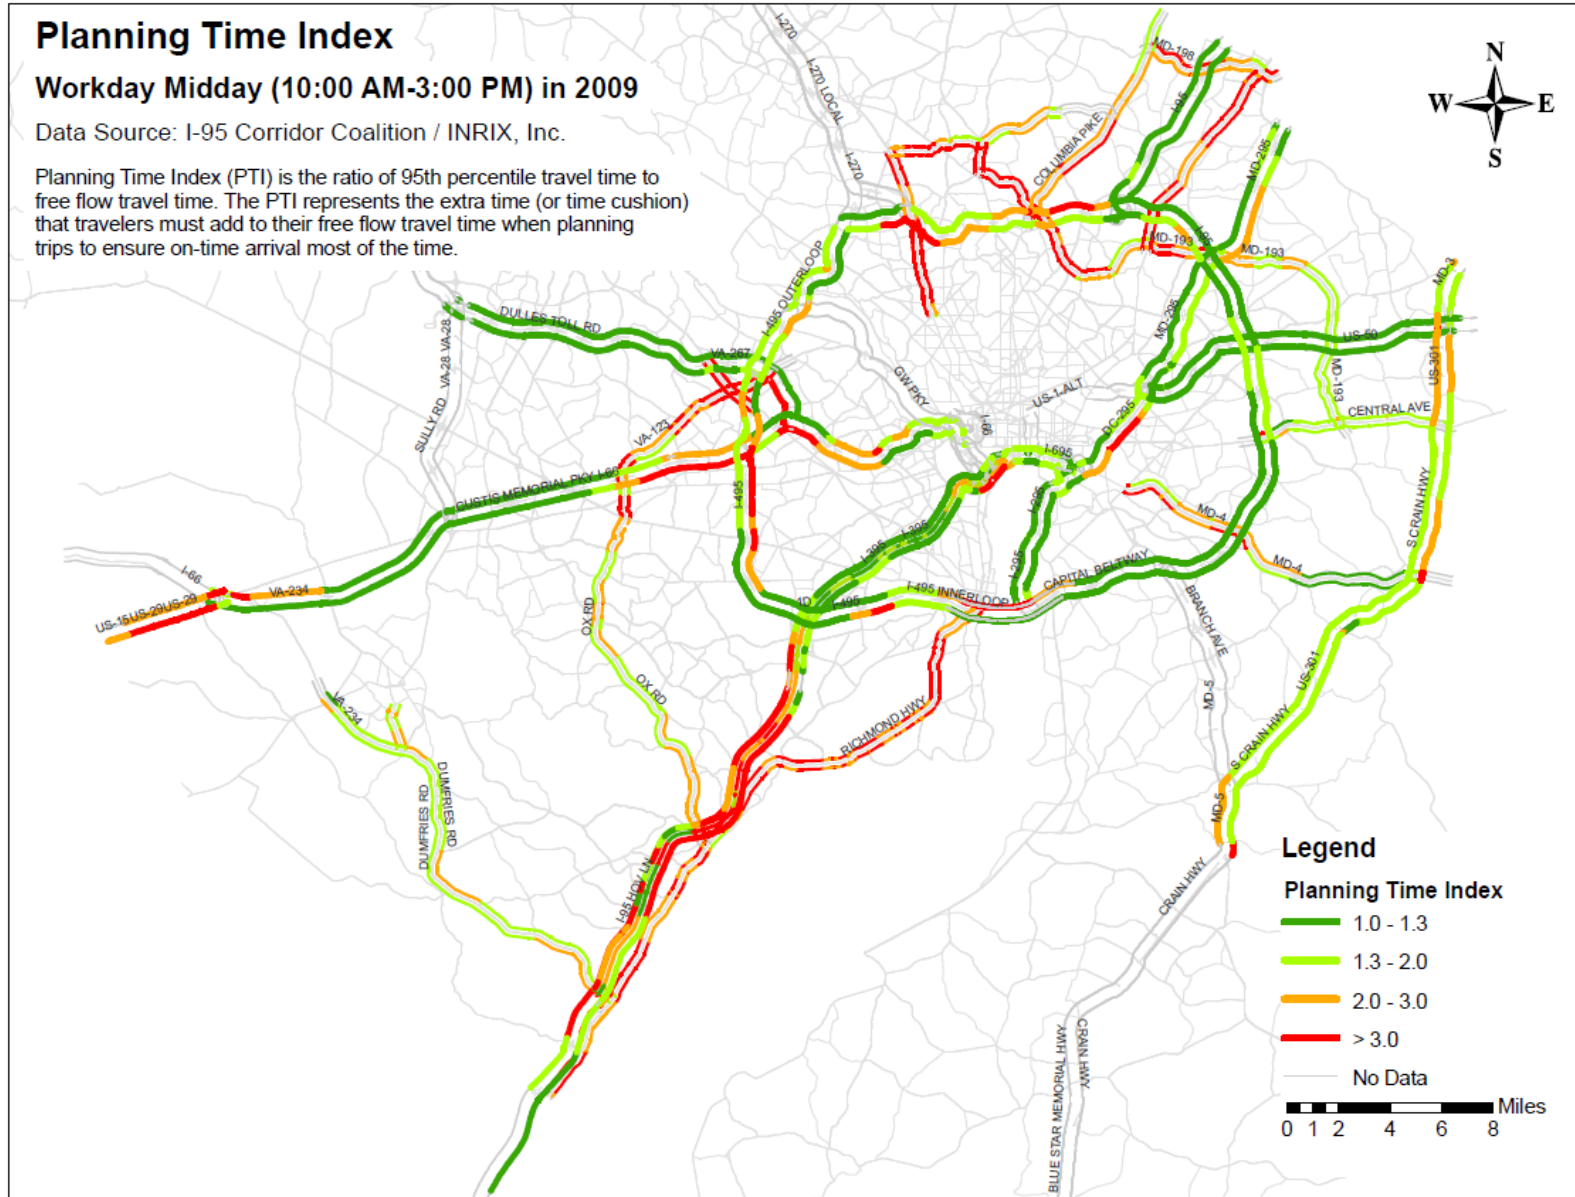 Planning Time Index
Workday Midday (10:00 AM-3:00 PM) in 2009
Data Source: I-95 Corridor Coalition / INRIX, Inc.
Planning Time Index (PTI) is the ratio of 95th percentile travel time to
free flow travel time. The PTI represents the extra time (or time cushion)
that travelers must add to their free flow travel time when planning
trips to ensure on-time arrival most of the time.
N
W
E
S
I-270
I-270 LOCAL
I-270
MD-198
I-95
COLUMBIA PIKE
MD-295
MD-193
I-95
MD-193
MD-3
I-495 OUTERLOOP
DULLES TOLL RD
VA-267
VA-28
VA-28
SULLY RD
GW PKY
US-1-ALT
I-66
MD-295
US-50
US-301
MD-193
CENTRAL AVE
DC-295
I-695
VA-123
CUSTIS MEMORIAL PKY I-66
I-495
I-395
I-395
I-295
I-295
MD-4
MD-4
S CRAIN HWY
I-66
VA-234
US-15US-29US-29
I-495
I-495 INNERLOOP
CAPITAL BELTWAY
BRANCH AVE
OX RD
OX RD
VA-234
MD-5
US-301
RICHMOND HWY
S CRAIN HWY
DUMFRIES RD
DUMFRIES RD
MD-5
I-95 HOV LN
CRAIN HWY
BLUE STAR MEMORIAL HWY
CRAIN HWY
Legend
Planning Time Index
1.0 - 1.3
1.3 - 2.0
2.0 - 3.0
> 3.0
No Data
Miles
0 1 2 4 6 8